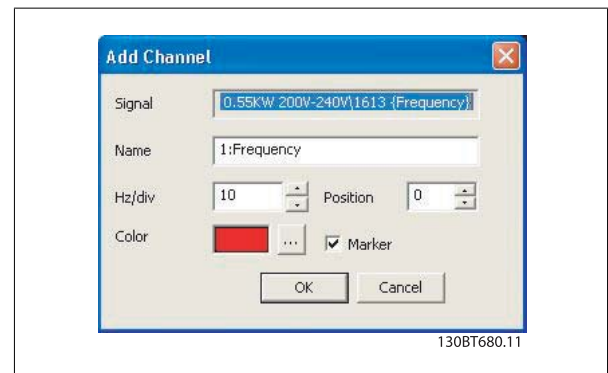 Add Channel
Signal 0.55KW 200V-240V\1613 {Frequency}
Name 1:Frequency
Hz/div 10 Position 0
Color ... Marker
OK Cancel
130BT680.11